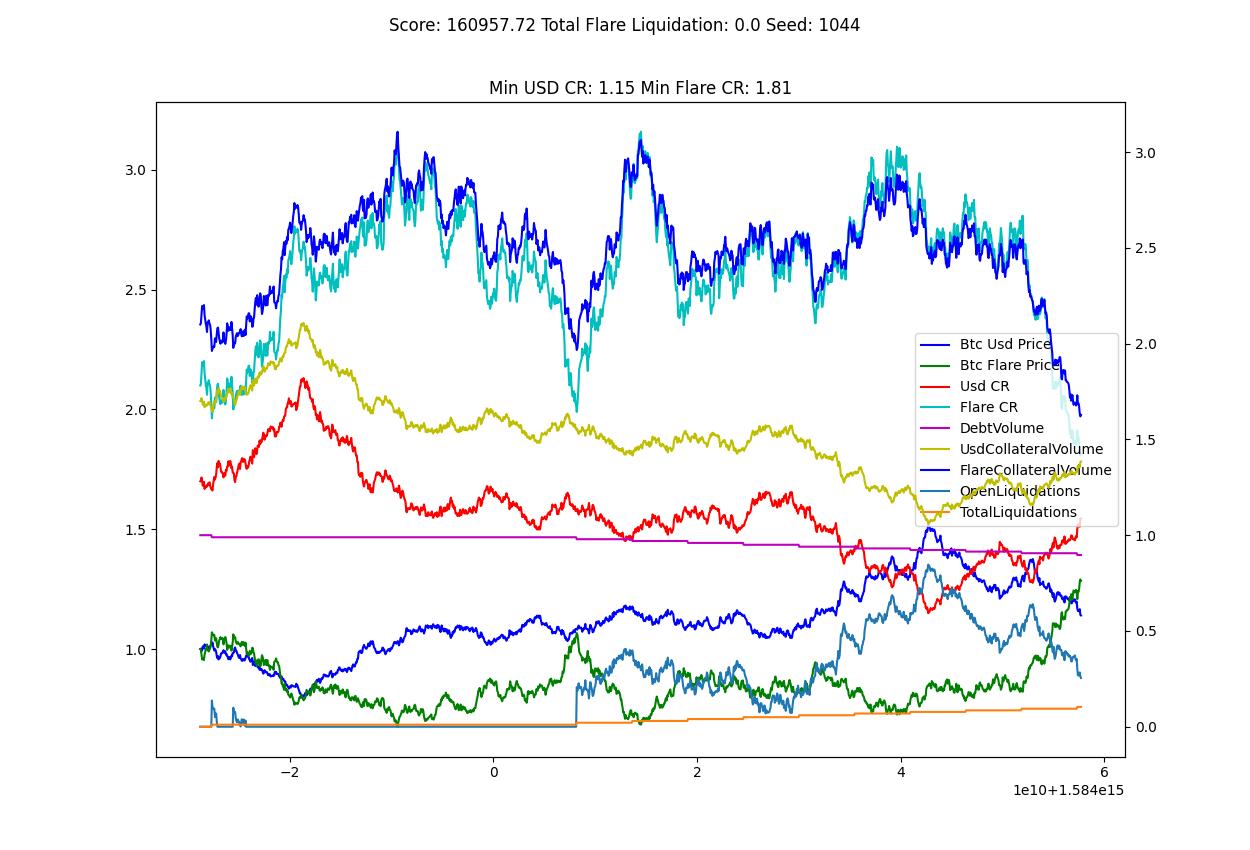 Score: 160957.72 Total Flare Liquidation: 0.0 Seed: 1044
Min USD CR: 1.15 Min Flare CR: 1.81
3.0
2.5
2.0
1.5
1.0
3.0
2.5
2.0
1.5
1.0
0.5
0.0
Btc Usd Price
Btc Flare Price
Usd CR
Flare CR
DebtVolume
UsdCollateralVolume
FlareCollateralVolume
OpenLiquidations
TotalLiquidations
−2 0 2 4 6
1e10+1.584e15